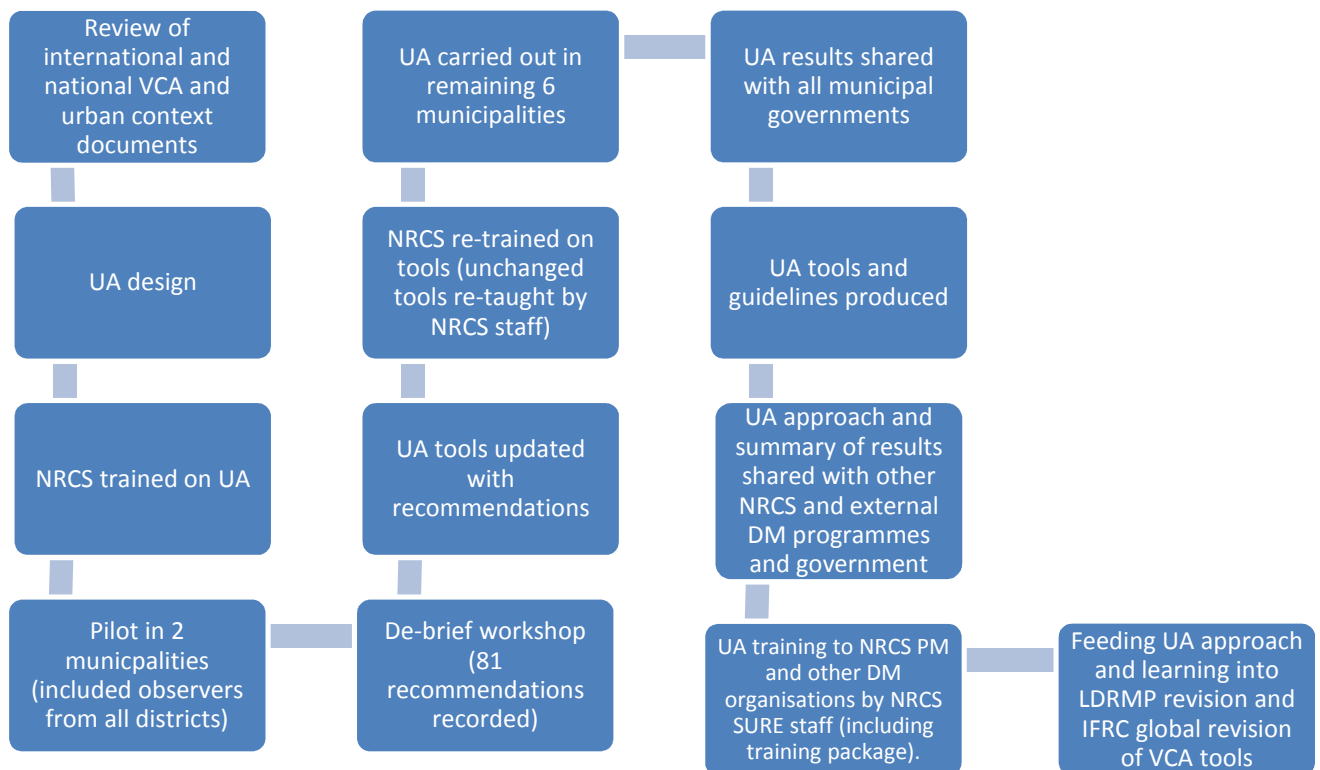 Review of
international and
national VCA and
urban context
documents
UA design
NRCS trained on UA
Pilot in 2
municpalities
(included observers
from all districts)
De-brief workshop
(81
recommendations
recorded)
UA tools updated
with
recommendations
NRCS re-trained on
tools (unchanged
tools re-taught by
NRCS staff)
UA carried out in
remaining 6
municipalities
UA results shared
with all municipal
governments
UA tools and
guidelines produced
UA approach and
summary of results
shared with other
NRCS and external
DM programmes
and government
UA training to NRCS PM
and other DM
organisations by NRCS
SURE staff (including
training package).
Feeding UA approach
and learning into
LDRMP revision and
IFRC global revision
of VCA tools